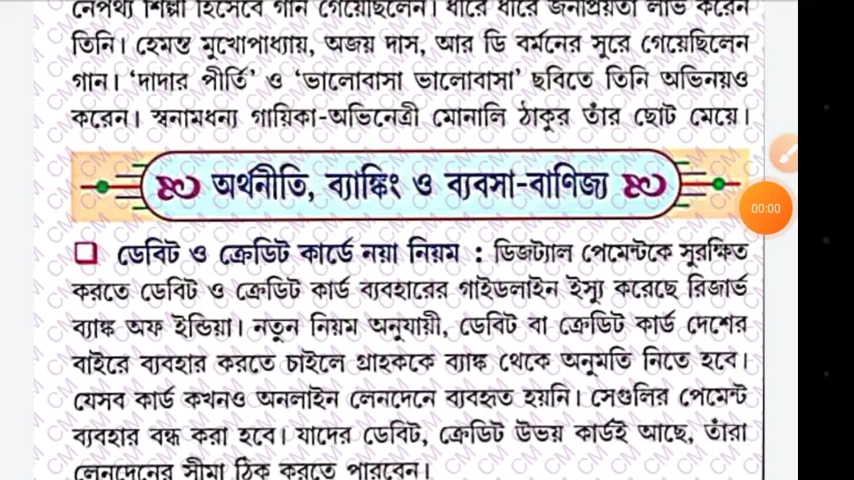 নেপথ্য শিল্পী হিসেবে গান গেয়েছিলেন। ধীরে ধীরে জনপ্রিয়তা লাভ করেন
তিনি। হেমন্ত মুখোপাধ্যায়, অজয় দাস, আর ডি বর্মনের সুরে গেয়েছিলেন
গান। ‘দাদার পীর্তি’ ও ‘ভালোবাসা ভালোবাসা’ ছবিতে তিনি অভিনয়ও
করেন। স্বনামধন্য গায়িকা-অভিনেত্রী মোনালি ঠাকুর তাঁর ছোট মেয়ে।
অর্থনীতি, ব্যাঙ্কিং ও ব্যবসা-বাণিজ্য
00:00
ডেবিট ও ক্রেডিট কার্ডে নয়া নিয়ম : ডিজট্যাল পেমেন্টকে সুরক্ষিত
করতে ডেবিট ও ক্রেডিট কার্ড ব্যবহারের গাইডলাইন ইস্যু করেছে রিজার্ভ
ব্যাঙ্ক অফ ইন্ডিয়া। নতুন নিয়ম অনুযায়ী, ডেবিট বা ক্রেডিট কার্ড দেশের
বাইরে ব্যবহার করতে চাইলে গ্রাহককে ব্যাঙ্ক থেকে অনুমতি নিতে হবে।
যেসব কার্ড কখনও অনলাইন লেনদেনে ব্যবহৃত হয়নি। সেগুলির পেমেন্ট
ব্যবহার বন্ধ করা হবে। যাদের ডেবিট, ক্রেডিট উভয় কার্ডই আছে, তাঁরা
লেনদেনের সীমা ঠিক করতে পারবেন।